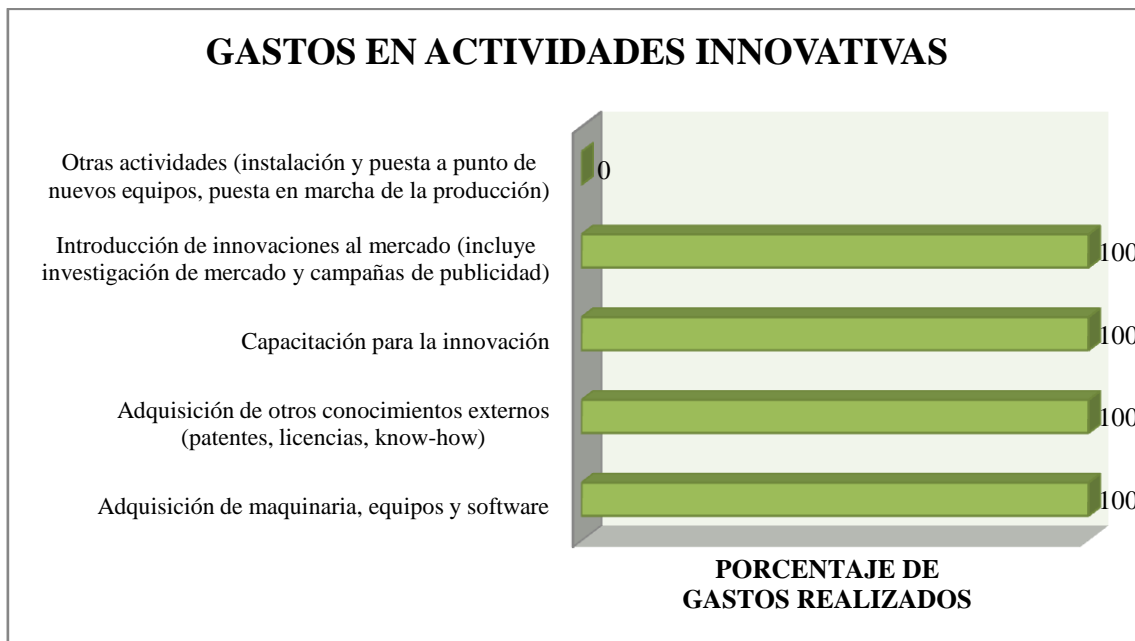 GASTOS EN ACTIVIDADES INNOVATIVAS
Otras actividades (instalación y puesta a punto de
nuevos equipos, puesta en marcha de la producción)
0
Introducción de innovaciones al mercado (incluye
investigación de mercado y campañas de publicidad)
100
Capacitación para la innovación
100
Adquisición de otros conocimientos externos
(patentes, licencias, know-how)
100
Adquisición de maquinaria, equipos y software
100
PORCENTAJE DE
GASTOS REALIZADOS